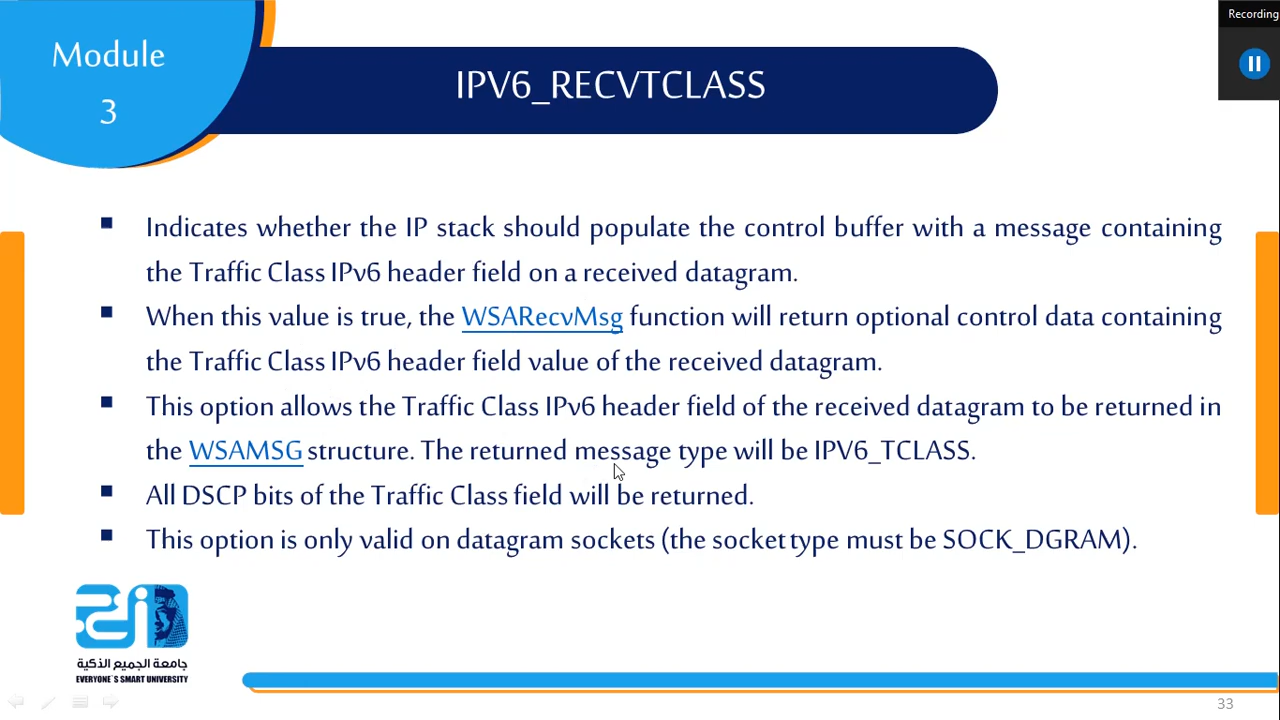 Recording
Module
3
IPV6_RECVTCLASS
Indicates whether the IP stack should populate the control buffer with a message containing
the Traffic Class IPv6 header field on a received datagram.
When this value is true, the WSARecvMsg function will return optional control data containing
the Traffic Class IPv6 header field value of the received datagram.
This option allows the Traffic Class IPv6 header field of the received datagram to be returned in
the WSAMSG structure. The returned message type will be IPV6_TCLASS.
All DSCP bits of the Traffic Class field will be returned.
This option is only valid on datagram sockets (the socket type must be SOCK_DGRAM).
جامعة الجميع الذكية
EVERYONE'S SMART UNIVERSITY
33